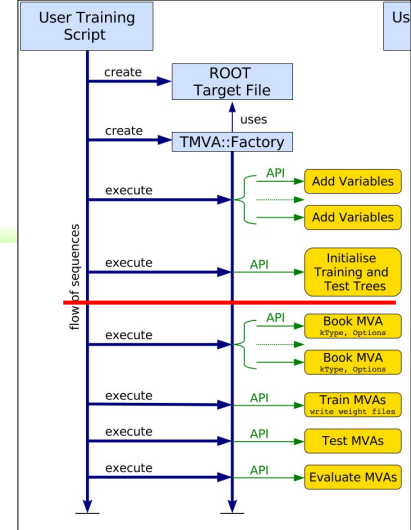 User Training
Script
Us
create
ROOT
Target File
uses
create
TMVA::Factory
execute
API
Add Variables
Add Variables
execute
API
Initialise
Training and
Test Trees
flow of sequences
execute
API
Book MVA
kType, Options
Book MVA
kType, Options
execute
API
Train MVAs
write weight files
execute
API
Test MVAs
execute
API
Evaluate MVAs